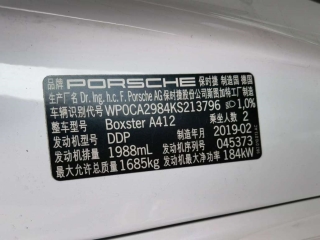 品牌 PORSCHE 保时捷 制造国 德国
生产厂名 Dr. Ing. h.c. F. Porsche AG 保时捷股份公司斯图加特工厂制造
车辆识别代号 WP0CA2984KS213796 1,0%
整车型号 Boxster A412 乘坐人数 2
发动机型号 DDP 制造年月 2019-02
发动机排量 1988mL 发动机序号 045373
最大允许总质量 1685kg 发动机最大净功率 184kW